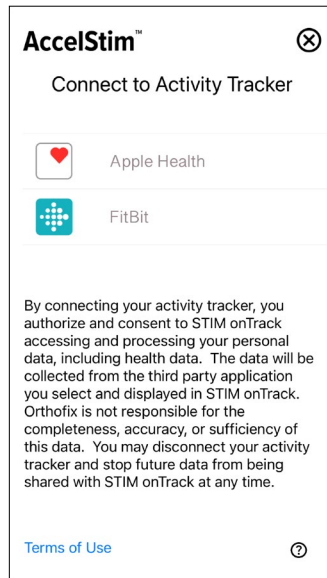 AccelStim™
Connect to Activity Tracker
Apple Health
FitBit
By connecting your activity tracker, you
authorize and consent to STIM onTrack
accessing and processing your personal
data, including health data.  The data will be
collected from the third party application
you select and displayed in STIM onTrack.
Orthofix is not responsible for the
completeness, accuracy, or sufficiency of
this data.  You may disconnect your activity
tracker and stop future data from being
shared with STIM onTrack at any time.
Terms of Use
?